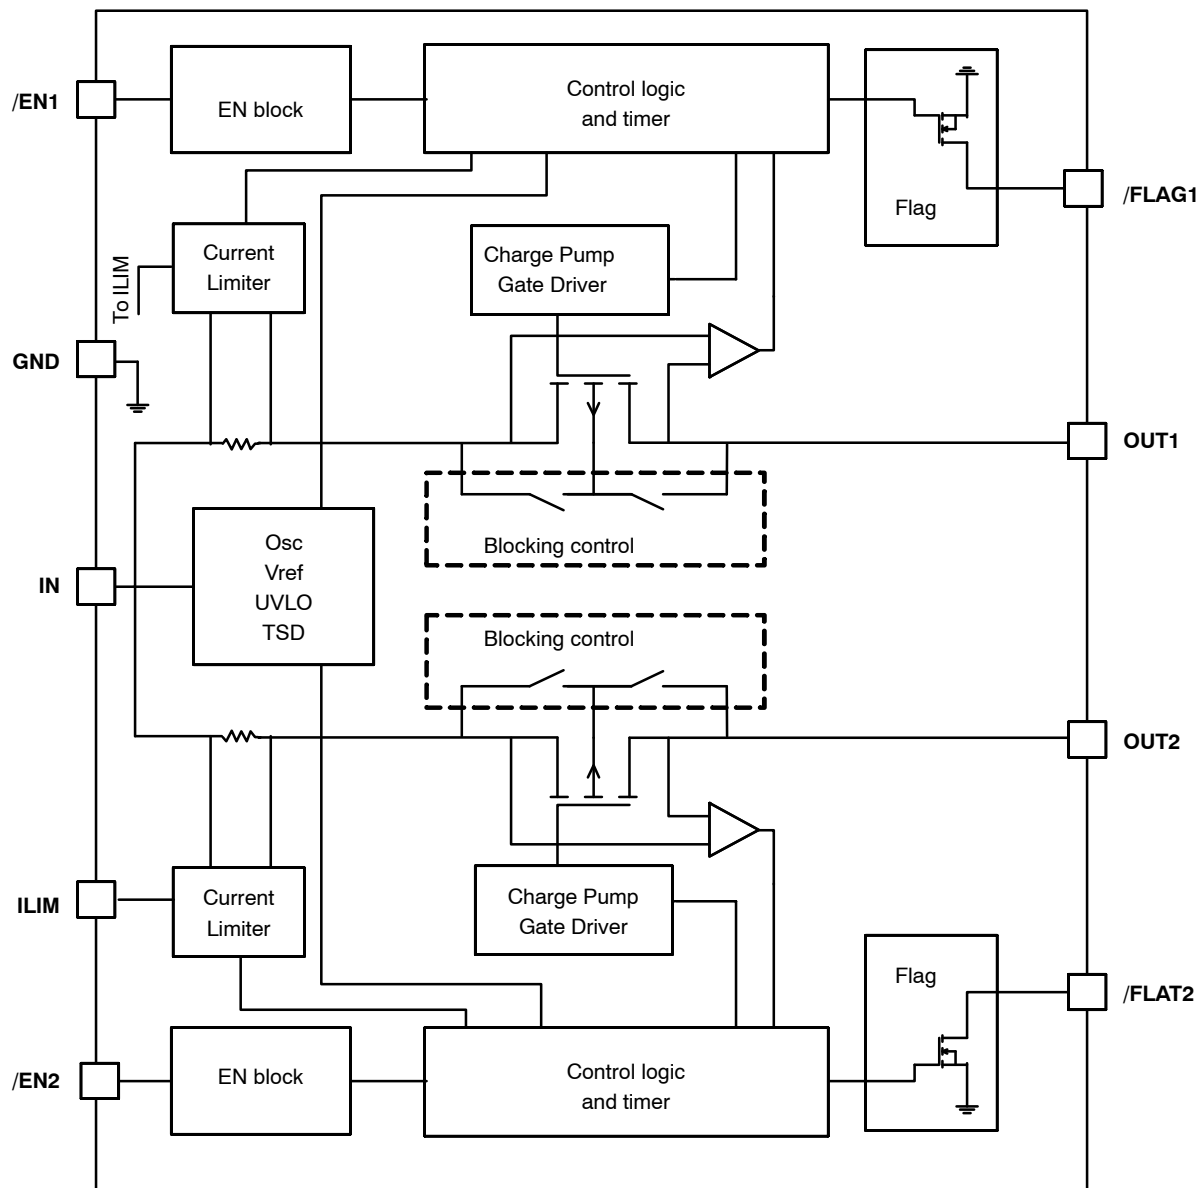 /EN1
EN block
Control logic
and timer
Flag
/FLAG1
Current
Limiter
To ILIM
Charge Pump
Gate Driver
GND
OUT1
Blocking control
IN
Osc
Vref
UVLO
TSD
Blocking control
OUT2
ILIM
Current
Limiter
Charge Pump
Gate Driver
Flag
/FLAT2
/EN2
EN block
Control logic
and timer